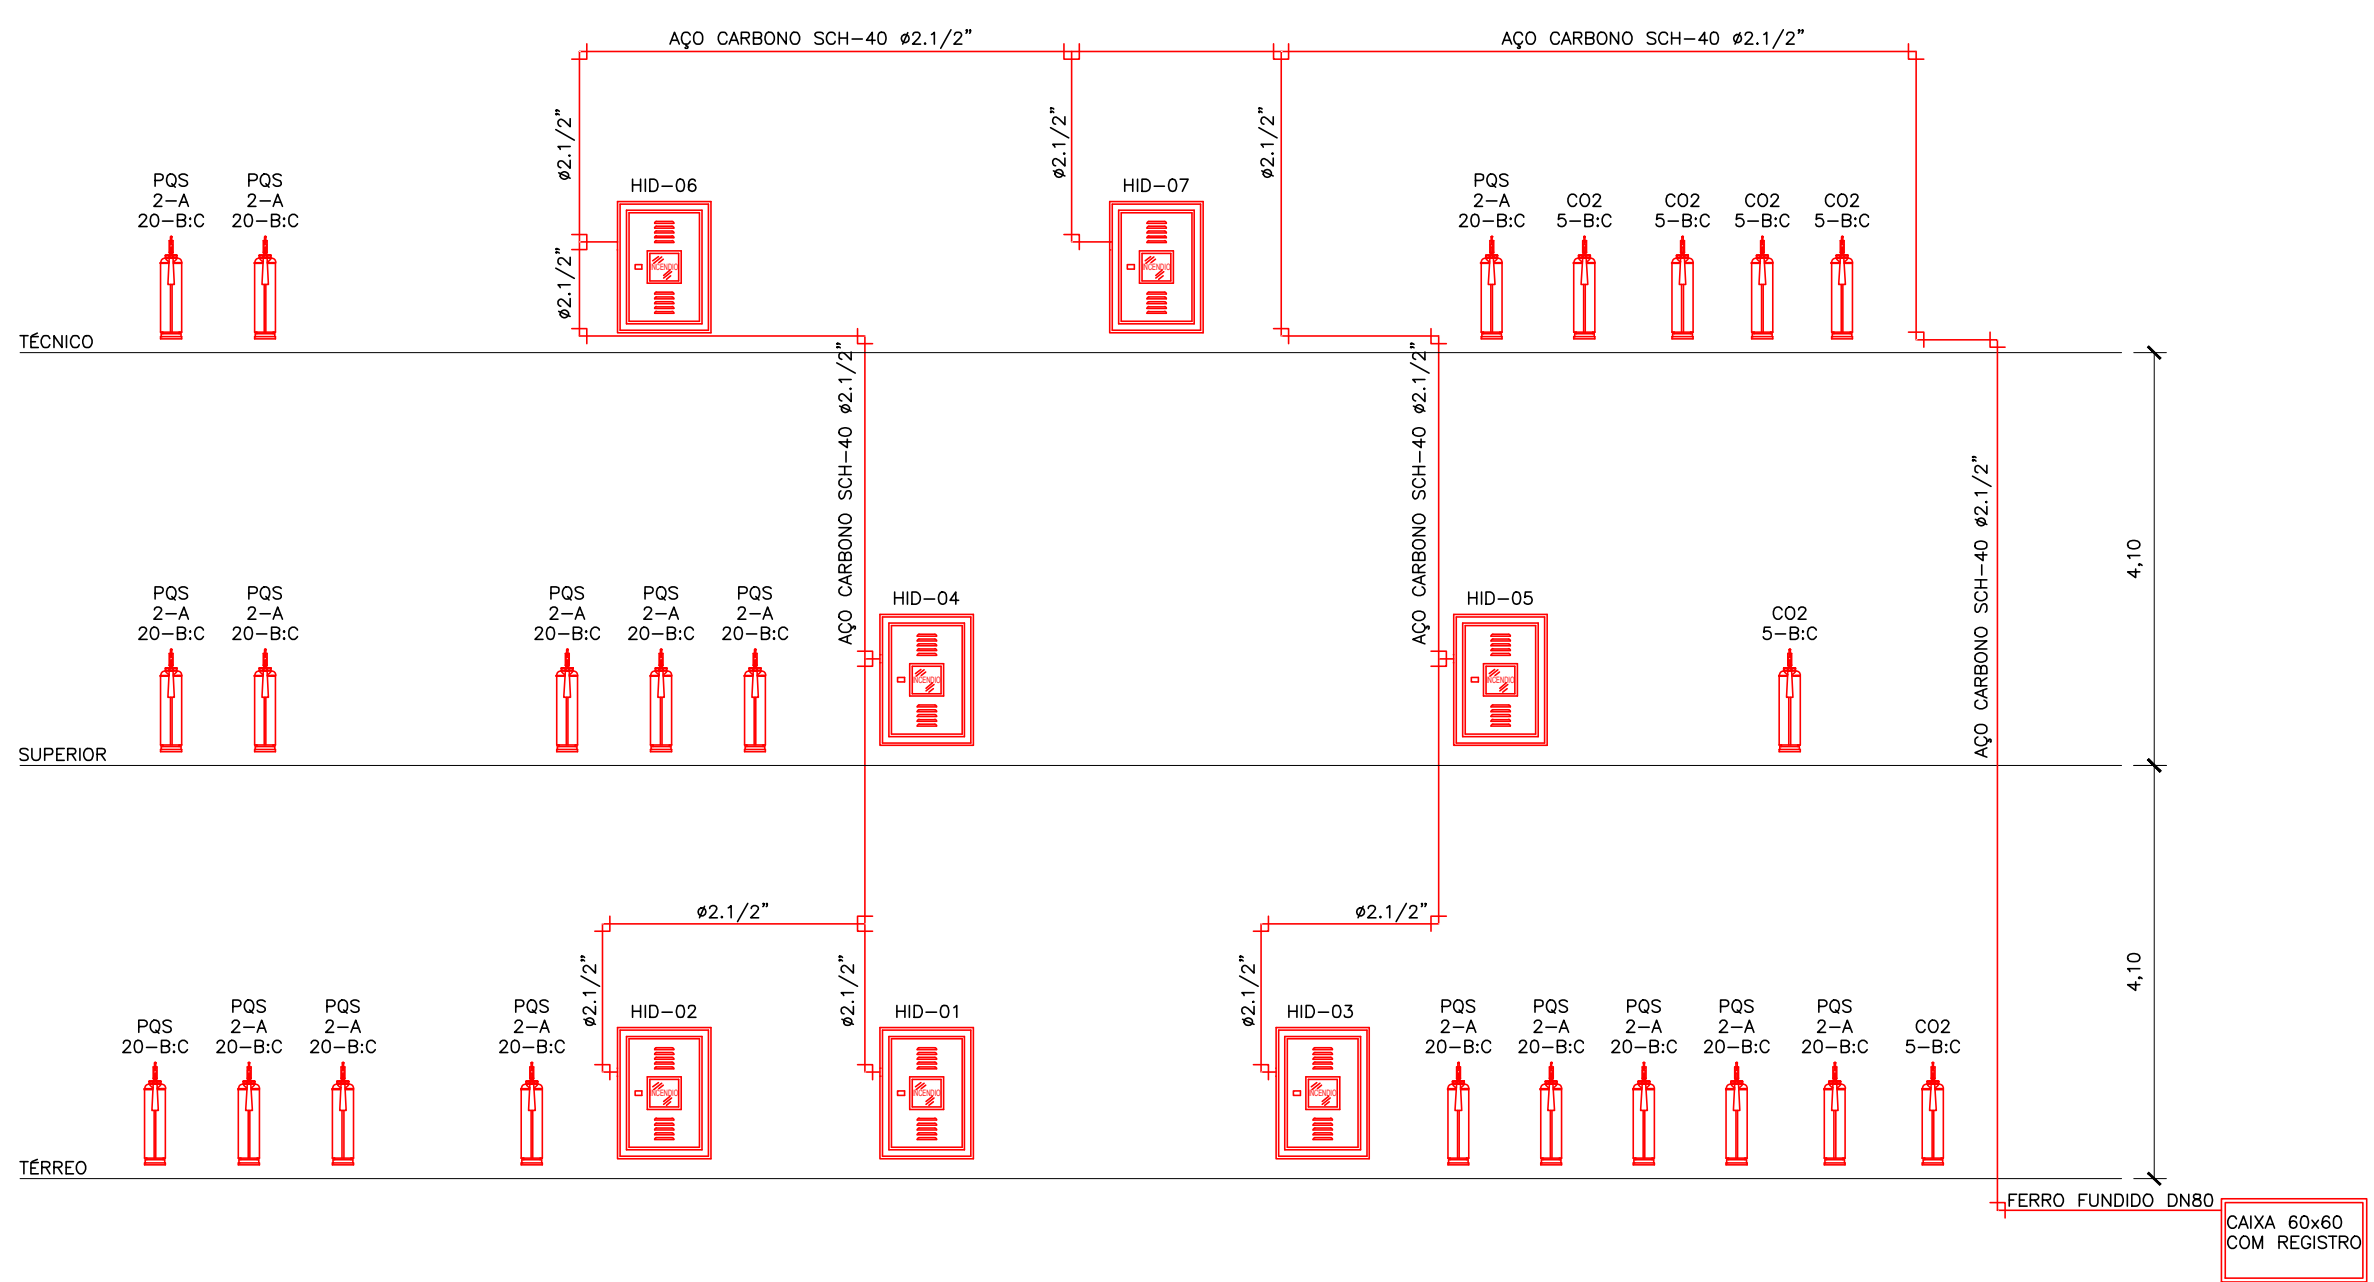 AÇO CARBONO SCH-40 ø2.1/2"
AÇO CARBONO SCH-40 ø2.1/2"
ø2.1/2"
ø2.1/2"
ø2.1/2"
PQS
2-A
20-B:C
PQS
2-A
20-B:C
HID-06
INCENDIO
HID-07
INCENDIO
PQS
2-A
20-B:C
CO2
5-B:C
CO2
5-B:C
CO2
5-B:C
CO2
5-B:C
ø2.1/2"
TÉCNICO
AÇO CARBONO SCH-40 ø2.1/2"
AÇO CARBONO SCH-40 ø2.1/2"
AÇO CARBONO SCH-40 ø2.1/2"
4,10
PQS
2-A
20-B:C
PQS
2-A
20-B:C
PQS
2-A
20-B:C
PQS
2-A
20-B:C
PQS
2-A
20-B:C
HID-04
INCENDIO
HID-05
INCENDIO
CO2
5-B:C
SUPERIOR
ø2.1/2"
ø2.1/2"
ø2.1/2"
ø2.1/2"
ø2.1/2"
4,10
PQS
20-B:C
PQS
2-A
20-B:C
PQS
2-A
20-B:C
PQS
2-A
20-B:C
HID-02
INCENDIO
HID-01
INCENDIO
HID-03
INCENDIO
PQS
2-A
20-B:C
PQS
2-A
20-B:C
PQS
2-A
20-B:C
PQS
2-A
20-B:C
PQS
2-A
20-B:C
CO2
5-B:C
TÉRREO
FERRO FUNDIDO DN80
CAIXA 60x60
COM REGISTRO